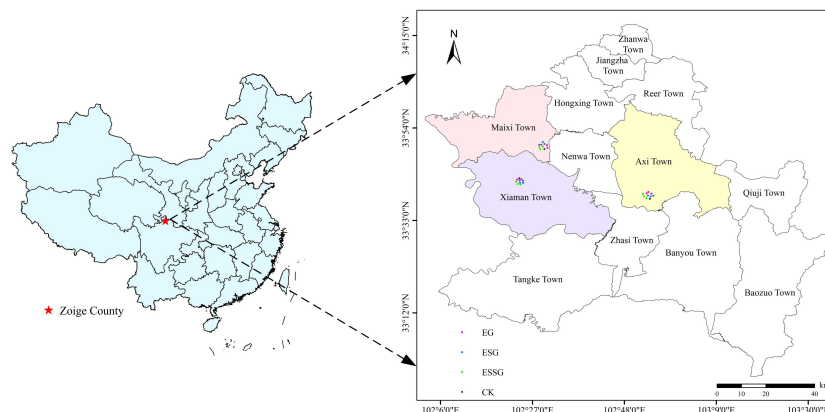 Zoige County
N
34°15'0"N
33°54'0"N
33°33'0"N
33°12'0"N
Zhanwa
Town
Jiangzha
Town
Reer Town
Hongxing Town
Maixi Town
Nenwa Town
Axi Town
Xiaman Town
Qiuji Town
Zhasi Town
Banyou Town
Tangke Town
Baozuo Town
EG
ESG
ESSG
CK
0 10 20 40
102°6'0"E 102°27'0"E 102°48'0"E 103°9'0"E 103°30'0"E